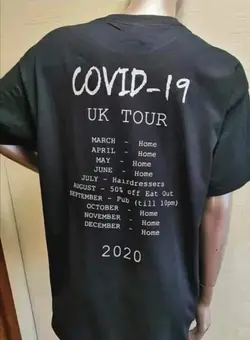 COVID-19
UK TOUR
MARCH - Home
APRIL - Home
MAY - Home
JUNE - Home
JULY - Hairdressers
AUGUST - 50% off Eat Out
SEPTEMBER - Pub (till 10pm)
OCTOBER - Home
NOVEMBER - Home
DECEMBER - Home
2020